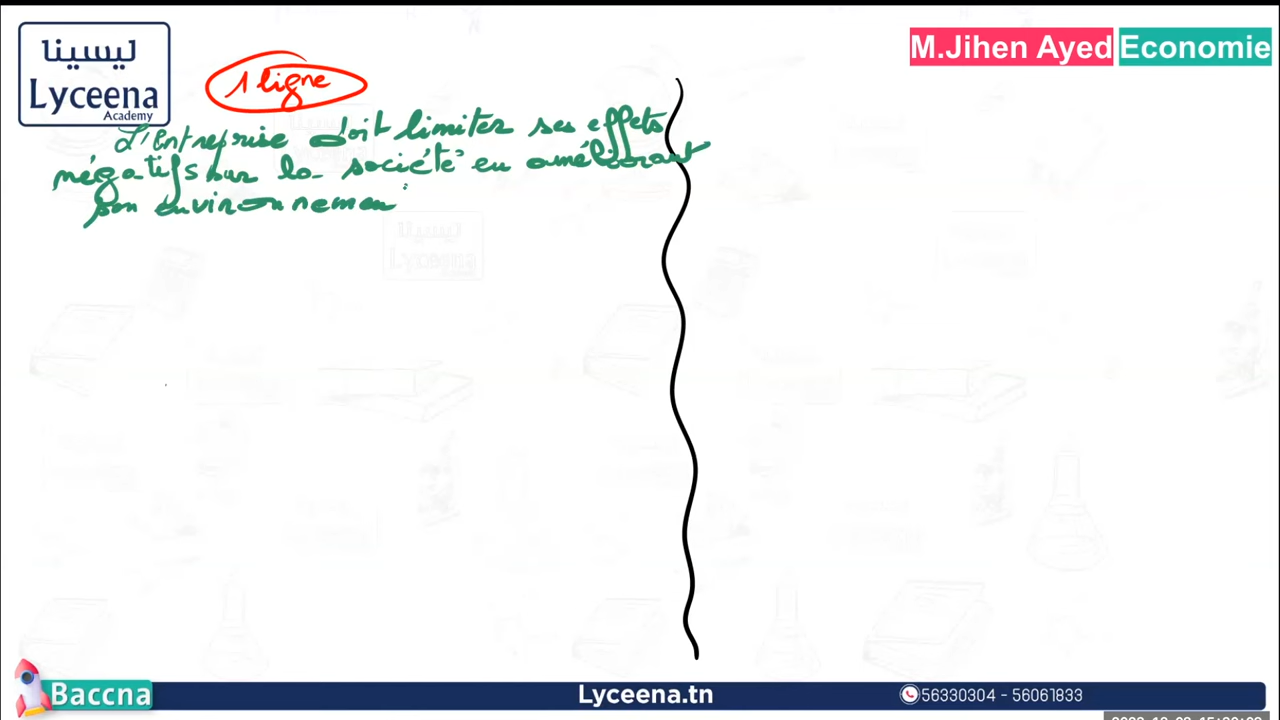 ليسينا
Lyceena
Academy
M.Jihen Ayed Economie
1 ligne
L'Entreprise doit limiter ses effets
négatifs sur la société en améliorant
son environnemen
Baccna
Lyceena.tn
56330304 - 56061833